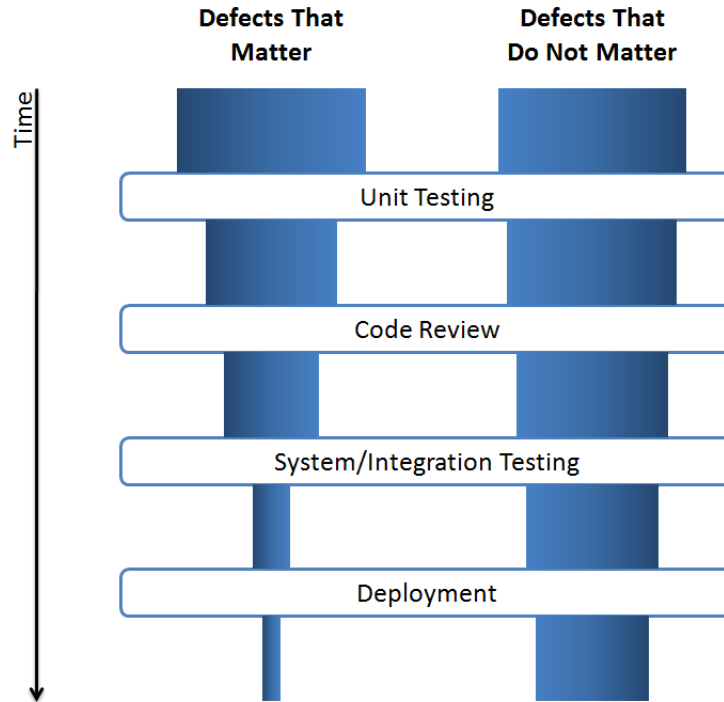 Defects That
Matter
Defects That
Do Not Matter
Time
Unit Testing
Code Review
System/Integration Testing
Deployment